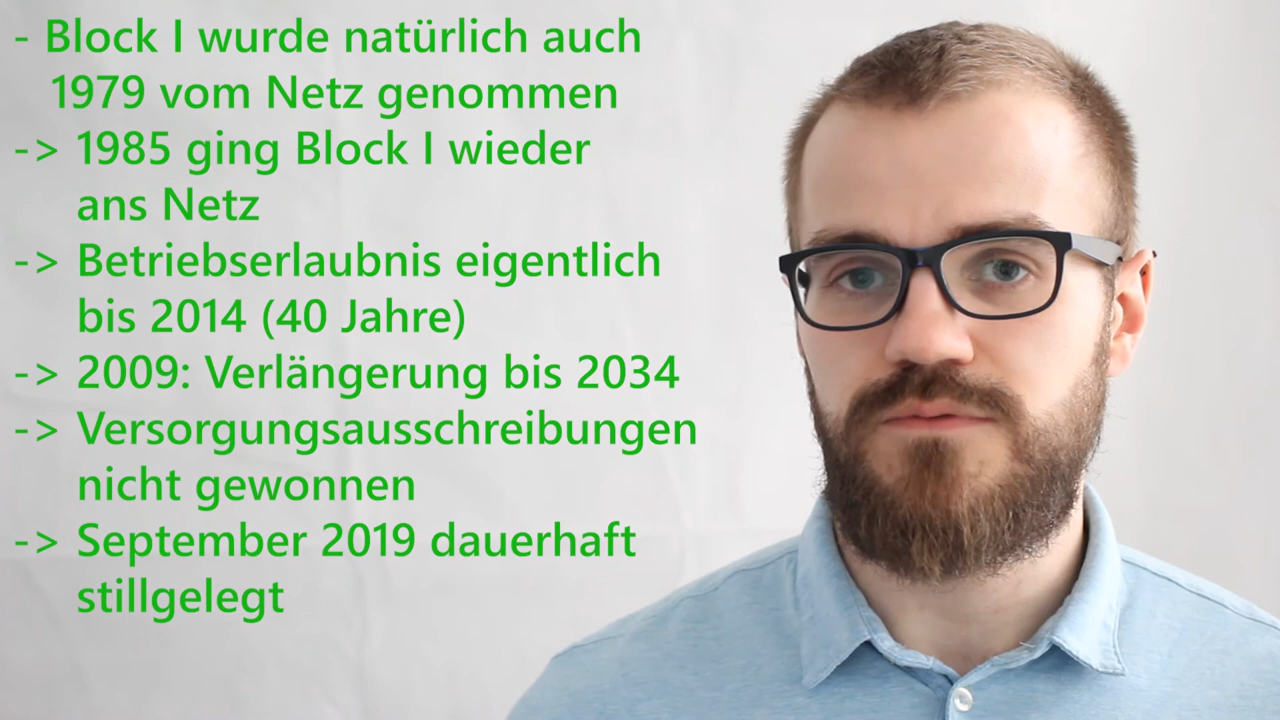 - Block I wurde natürlich auch
1979 vom Netz genommen
-> 1985 ging Block I wieder
ans Netz
-> Betriebserlaubnis eigentlich
bis 2014 (40 Jahre)
-> 2009: Verlängerung bis 2034
-> Versorgungsausschreibungen
nicht gewonnen
-> September 2019 dauerhaft
stillgelegt